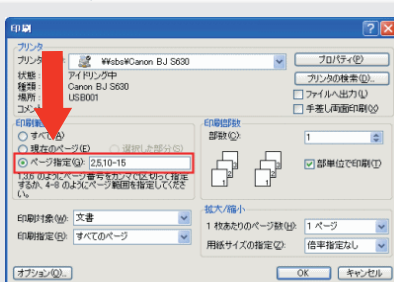 印刷
プリンタ
¥¥sbs¥Canon BJ S630
プロパティ(P)
状態：
アイドリング中
プリンタの検索(D)...
種類：
Canon BJ S630
場所：
USB001
ファイルへ出力(L)
コメント
手差し両面印刷(X)
印刷範囲
印刷部数
すべて(A)
部数(C):
1
現在のページ(E)
選択した部分(S)
ページ指定(G):
2,5,10-15
部単位で印刷(T)
1,3,6 のようにページ番号をカンマで区切って指定
するか、4-8 のようにページ範囲を指定してくださ
い。
拡大/縮小
印刷対象(W):
文書
1 枚あたりのページ数(H):
1 ページ
印刷指定(R):
すべてのページ
用紙サイズの指定(Z):
倍率指定なし
オプション(O)...
OK
キャンセル